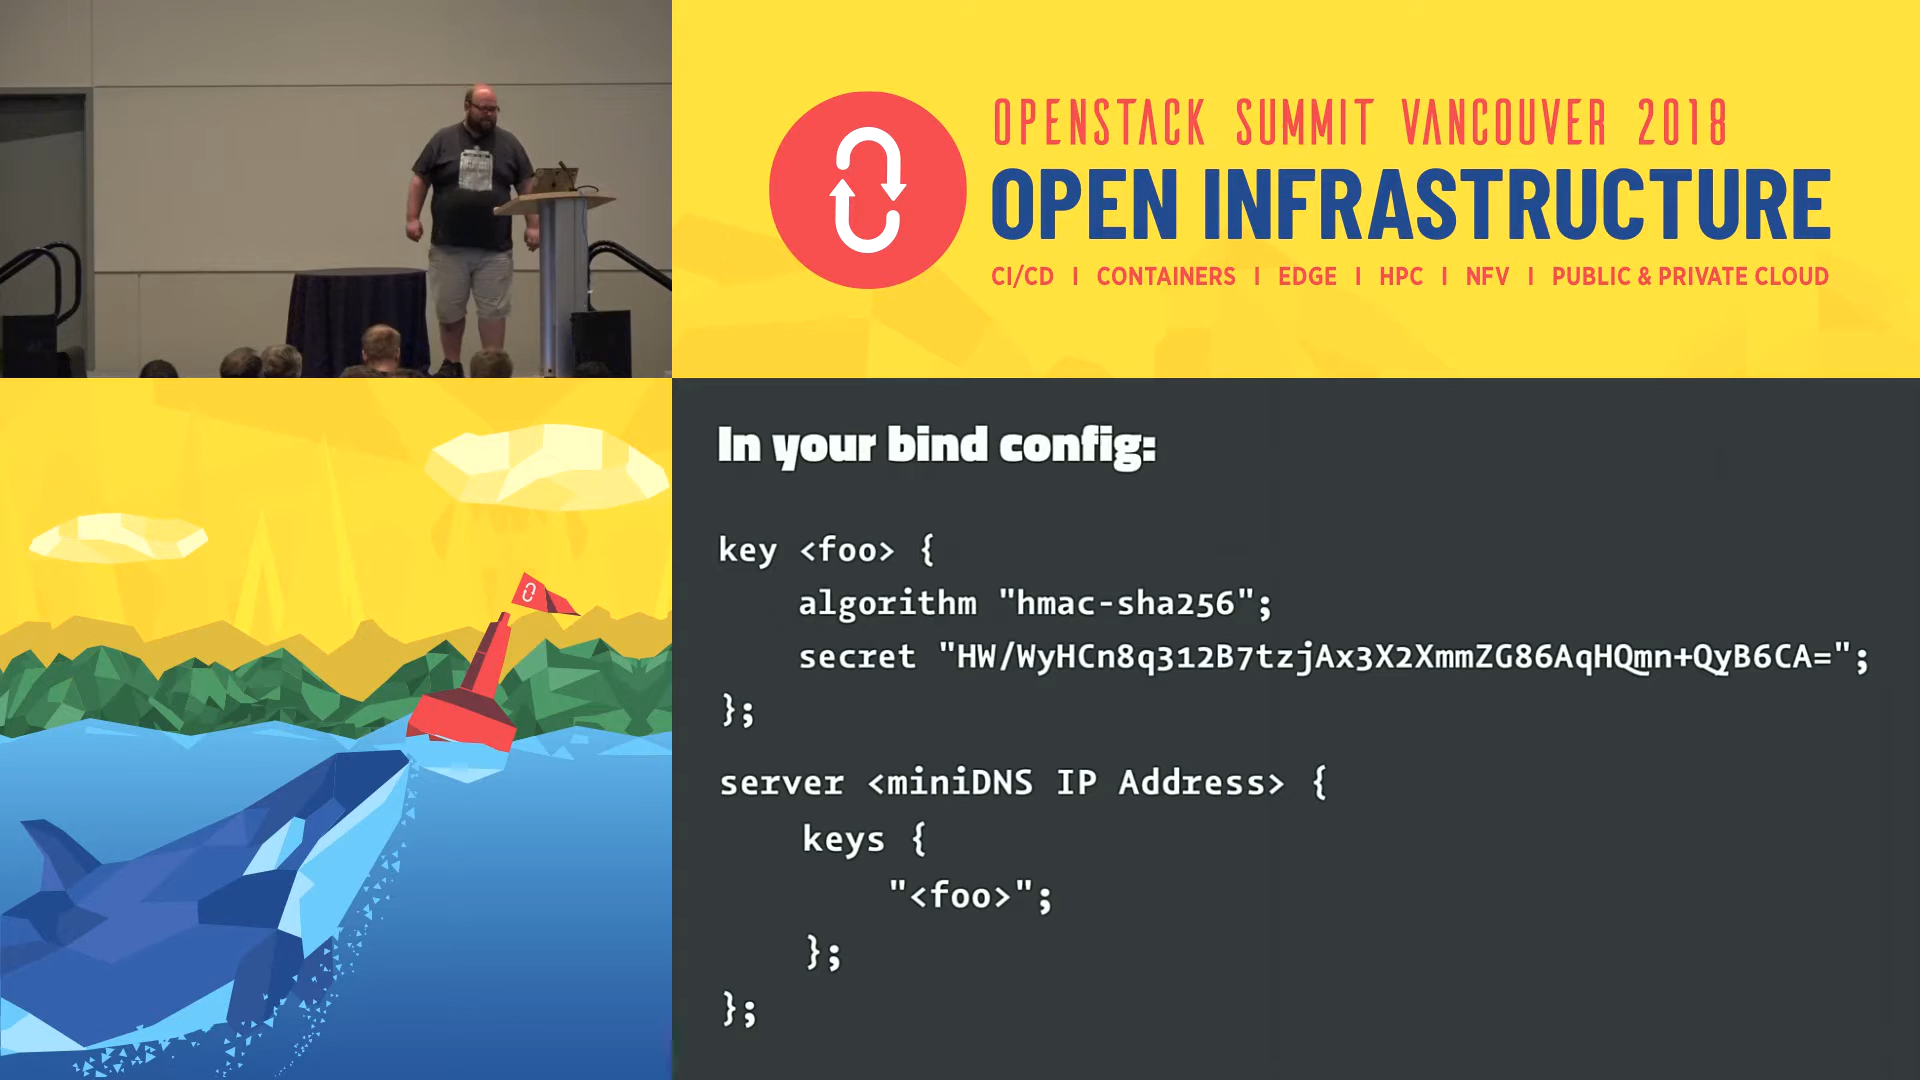 OPENSTACK SUMMIT VANCOUVER 2018
OPEN INFRASTRUCTURE
CI/CD | CONTAINERS | EDGE | HPC | NFV | PUBLIC & PRIVATE CLOUD
In your bind config:
key <foo> {
algorithm "hmac-sha256";
secret "HW/WyHCn8q312B7tzjAx3X2XmmZG86AqHQmn+QyB6CA=";
};
server <miniDNS IP Address> {
keys {
"<foo>";
};
};